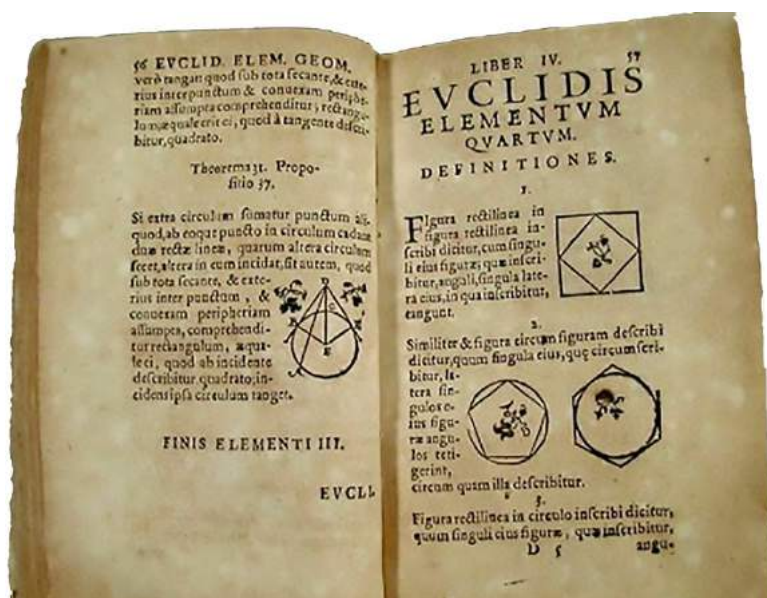 56 EVCLID. ELEM. GEOM.
verò tangat quod sub tota secante, & exte-
rius inter punctum & conuexam periphe-
riam assumpta comprehenditur, rectangu-
lum, æquale erit ei, quod à tangente descri-
bitur, quadrato.
Theorema 31. Propo-
sitio 37.
Si extra circulum sumatur punctum ali-
quod, ab eoque puncto in circulum cadant
duæ rectæ lineæ, quarum altera circulum
secet, altera in eum incidat, sit autem, quod
sub tota secante, & exte-
rius inter punctum, &
conuexam peripheriam
assumpta, comprehendi-
tur rectangulum, æqua-
le ei, quod ab incidente
describitur quadrato; in-
cidens ipsa circulum tanget.
D
C
B
E
A
FINIS ELEMENTI III.
EVCLI
LIBER IV. 57
EVCLIDIS
ELEMENTVM
QVARTVM.
DEFINITIONES.
1.
FIgura rectilinea in
figura rectilinea in-
scribi dicitur, cum singu-
li eius figuræ, quæ inscri-
bitur, anguli, singula late-
ra eius, in qua inscribitur,
tangunt.
2.
Similiter & figura circum figuram describi
dicitur, quum singula eius, quę circumscri-
bitur, la-
tera sin-
gulos e-
ius figu-
ræ angu-
los teti-
gerint,
circum quam illa describitur.
3.
Figura rectilinea in circulo inscribi dicitur,
quum singuli eius figuræ, quæ inscribitur,
D 5 angu-